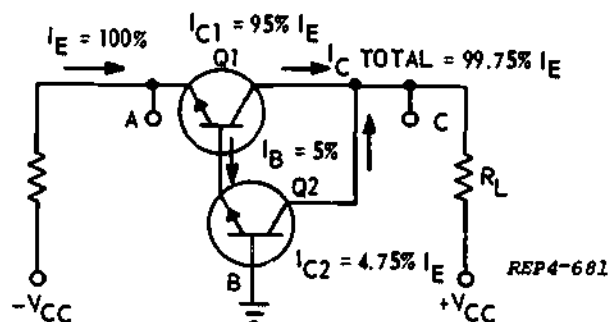 I_E = 100%
I_C1 = 95% I_E
Q1
I_C TOTAL = 99.75% I_E
A
C
I_B = 5%
Q2
R_L
I_C2 = 4.75% I_E
B
REP4-681
-V_CC
+V_CC